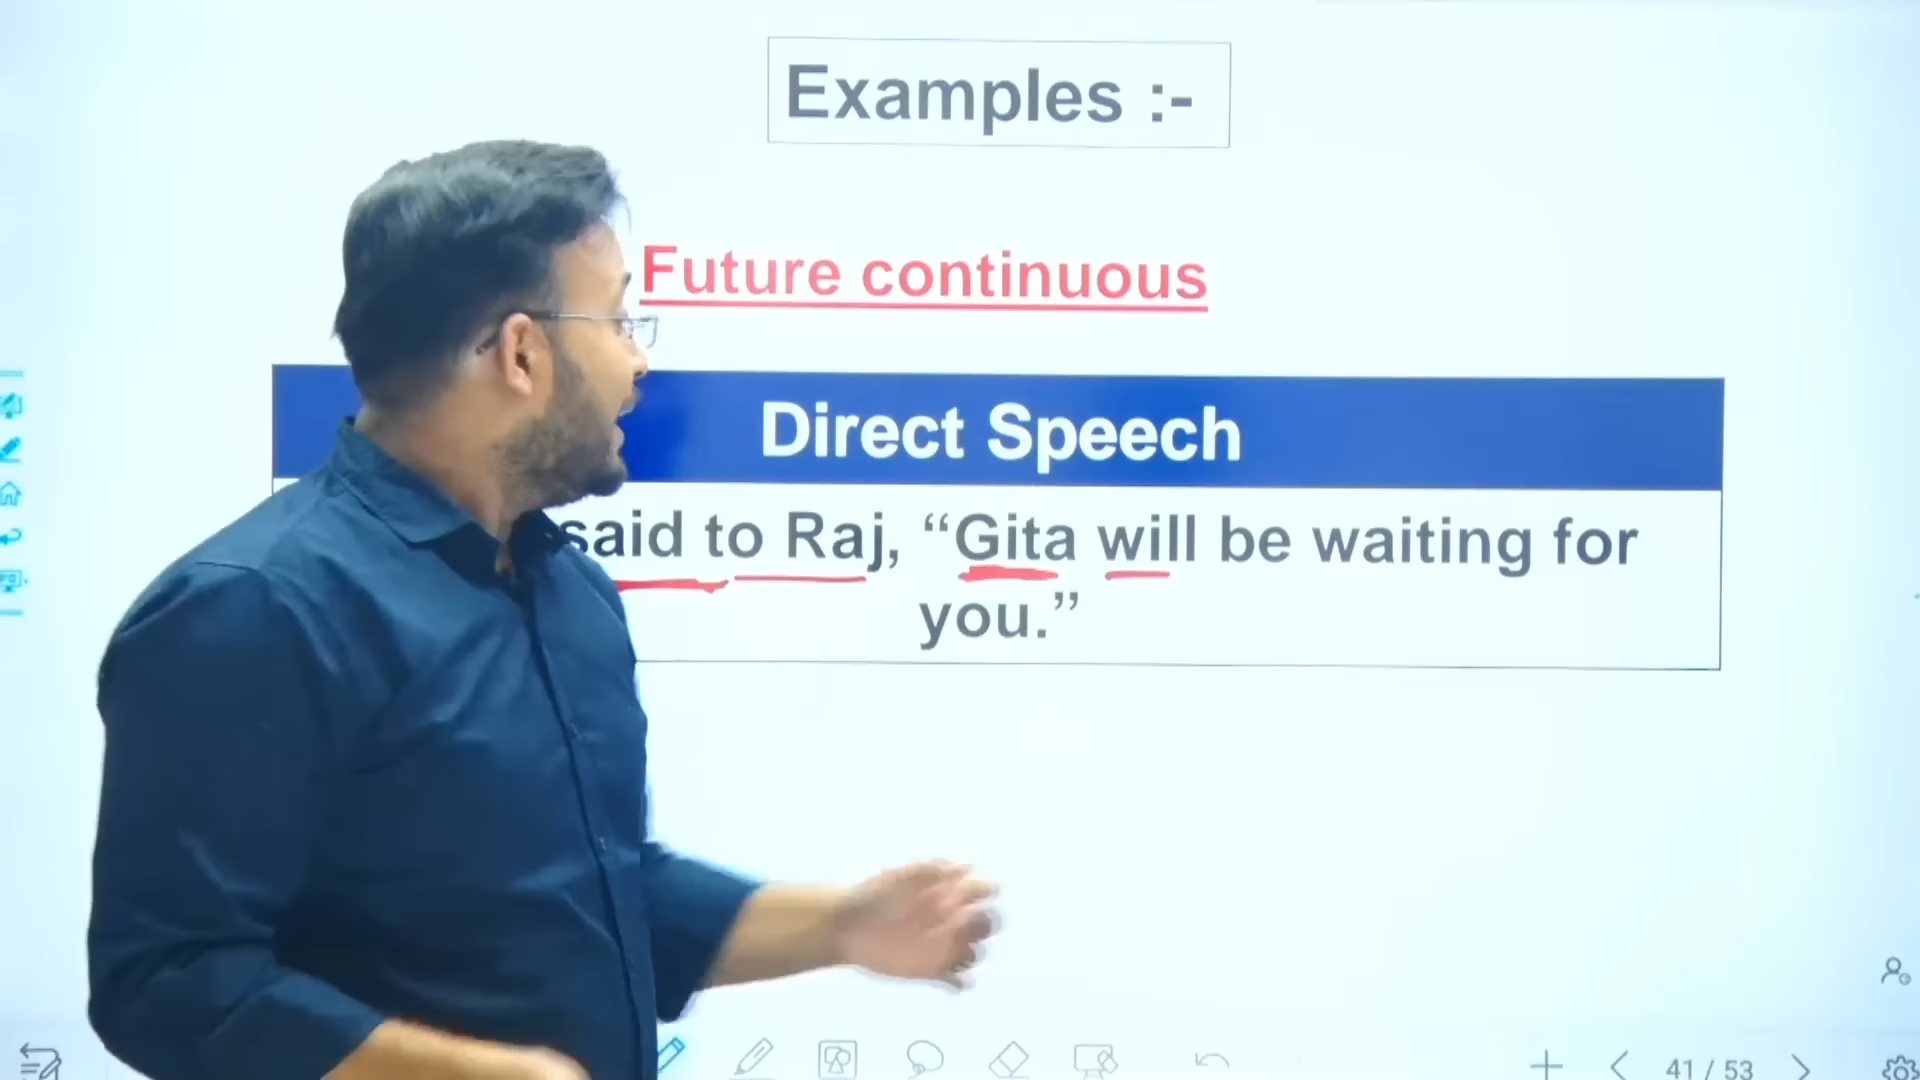 Examples :-
Future continuous
Direct Speech
said to Raj, “Gita will be waiting for
you.”
41 / 53